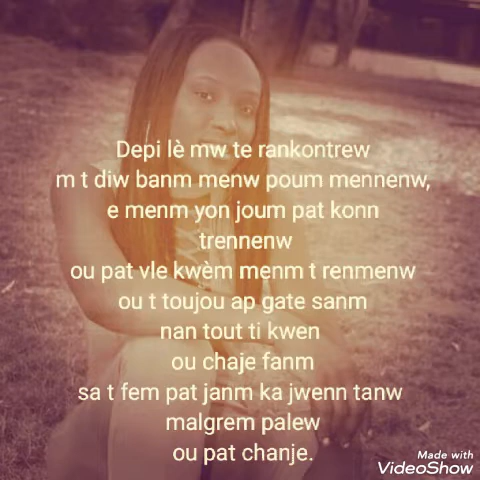 Depi lè mw te rankontrew
m t diw banm menw poum mennenw,
e menm yon joum pat konn
trennenw
ou pat vle kwèm menm t renmenw
ou t toujou ap gate sanm
nan tout ti kwen
ou chaje fanm
sa t fem pat janm ka jwenn tanw
malgrem palew
ou pat chanje.
Made with
VideoShow